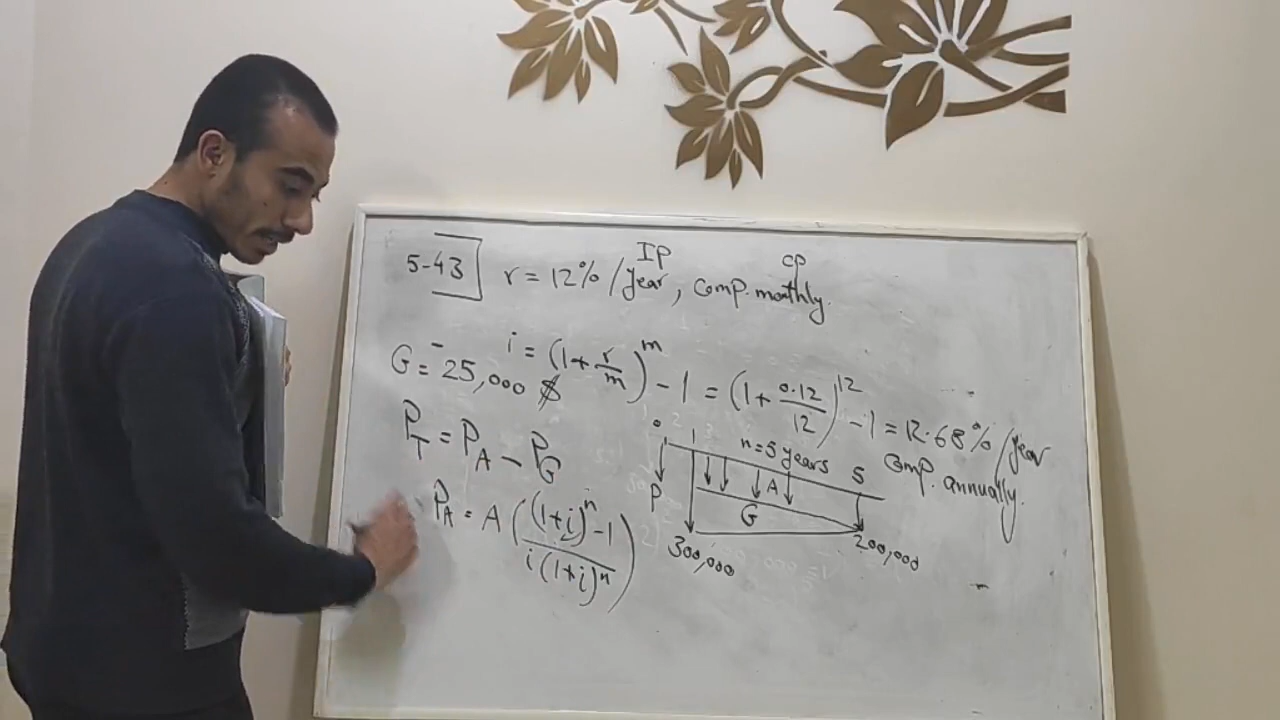 5-43
IP
CP
r = 12% / Year, Comp. monthly.
i = (1 + r/m)^m - 1 = (1 + 0.12/12)^12 - 1 = 12.68% / Year
Comp. annually.
G = -25,000 $
P_T = P_A - P_G
P_A = A ( ((1+i)^n - 1) / (i(1+i)^n) )
0 1 n=5 years 5
P A
G
300,000 200,000